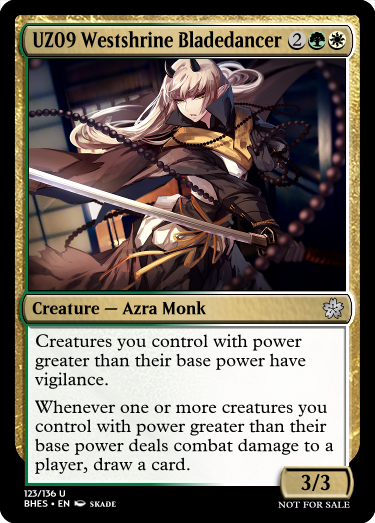 UZ09 Westshrine Bladedancer 2
Creature — Azra Monk
Creatures you control with power
greater than their base power have
vigilance.
Whenever one or more creatures you
control with power greater than their
base power deals combat damage to a
player, draw a card.
3/3
123/136 U
BHES • EN SKADE
NOT FOR SALE